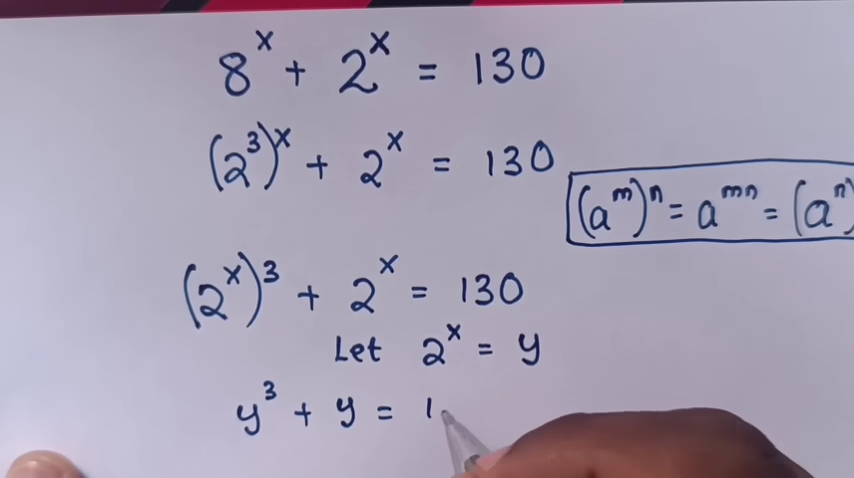 8^x + 2^x = 130
(2^3)^x + 2^x = 130
(a^m)^n = a^mn = (a^n)
(2^x)^3 + 2^x = 130
Let 2^x = y
y^3 + y = 1